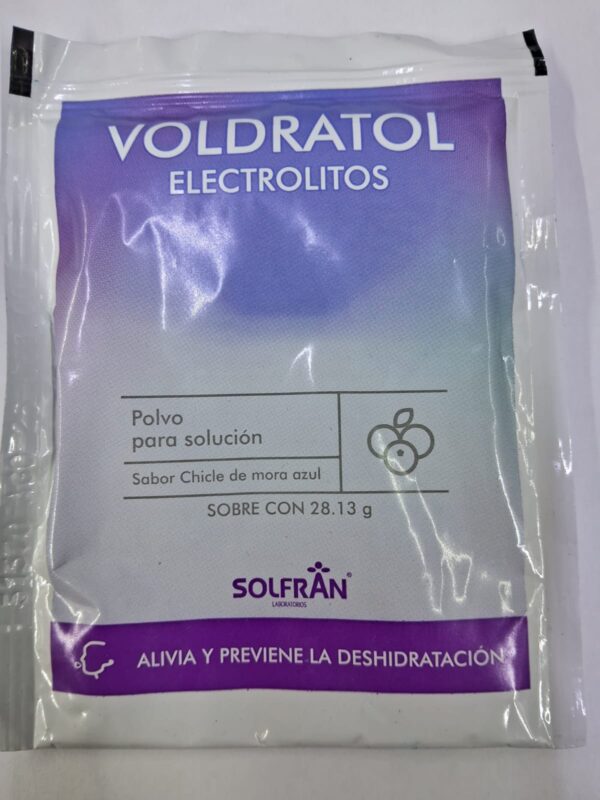 VOLDRATOL
ELECTROLITOS
Polvo
para solución
Sabor Chicle de mora azul
SOBRE CON 28.13 g
SOLFRÁN®
LABORATORIOS
ALIVIA Y PREVIENE LA DESHIDRATACIÓN